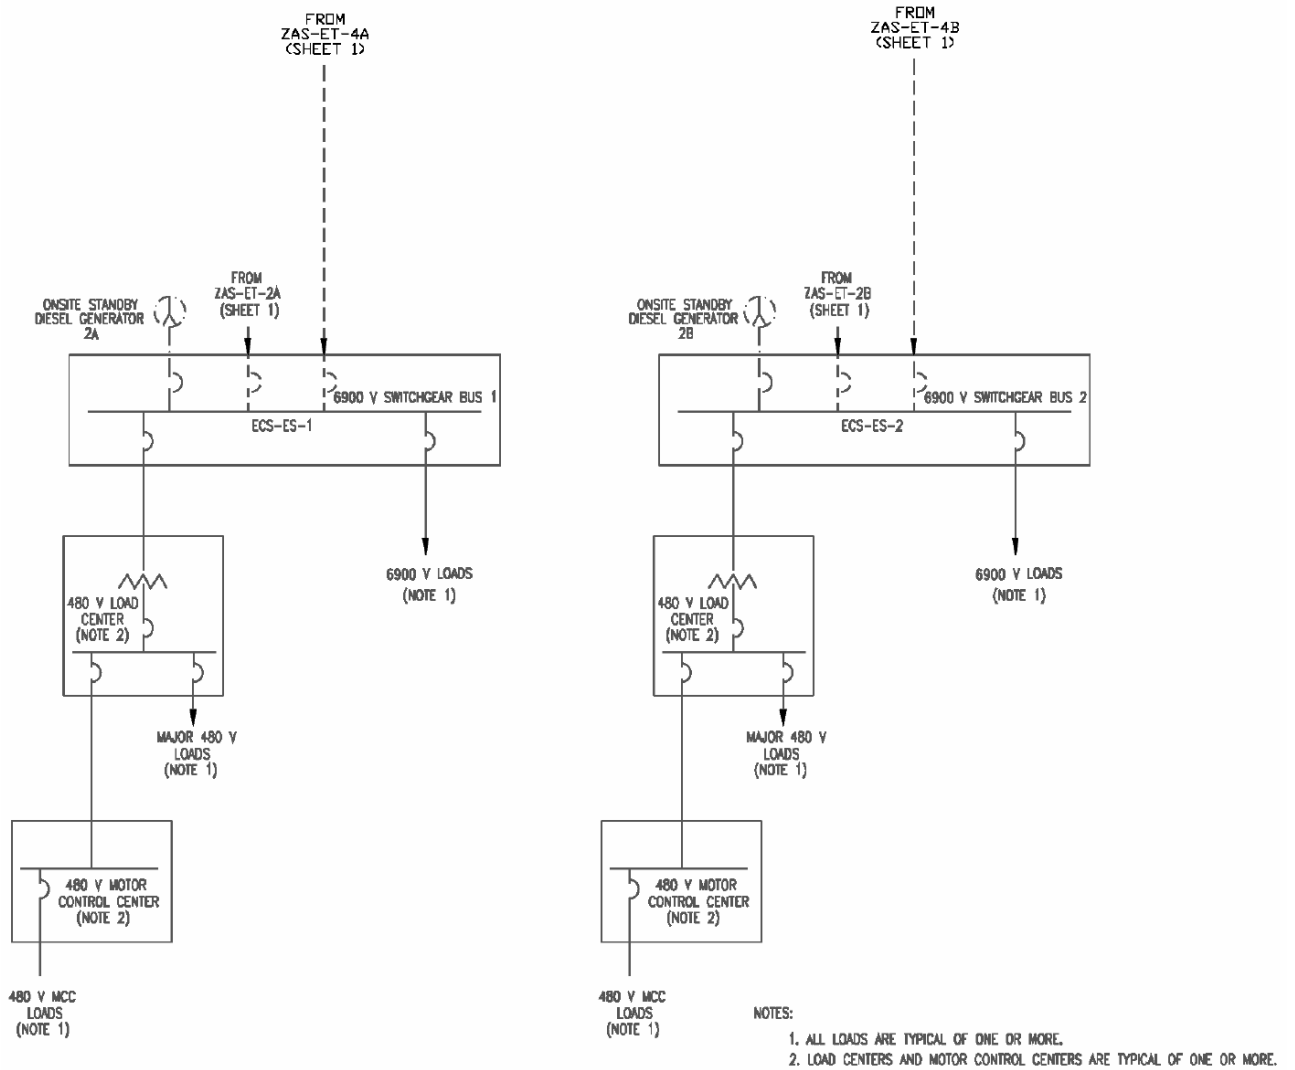 FROM
ZAS-ET-4A
(SHEET 1)
FROM
ZAS-ET-4B
(SHEET 1)
ONSITE STANDBY
DIESEL GENERATOR
2A
FROM
ZAS-ET-2A
(SHEET 1)
6900 V SWITCHGEAR BUS 1
ECS-ES-1
480 V LOAD
CENTER
(NOTE 2)
6900 V LOADS
(NOTE 1)
MAJOR 480 V
LOADS
(NOTE 1)
480 V MOTOR
CONTROL CENTER
(NOTE 2)
480 V MCC
LOADS
(NOTE 1)
ONSITE STANDBY
DIESEL GENERATOR
2B
FROM
ZAS-ET-2B
(SHEET 1)
6900 V SWITCHGEAR BUS 2
ECS-ES-2
480 V LOAD
CENTER
(NOTE 2)
6900 V LOADS
(NOTE 1)
MAJOR 480 V
LOADS
(NOTE 1)
480 V MOTOR
CONTROL CENTER
(NOTE 2)
480 V MCC
LOADS
(NOTE 1)
NOTES:
1. ALL LOADS ARE TYPICAL OF ONE OR MORE.
2. LOAD CENTERS AND MOTOR CONTROL CENTERS ARE TYPICAL OF ONE OR MORE.